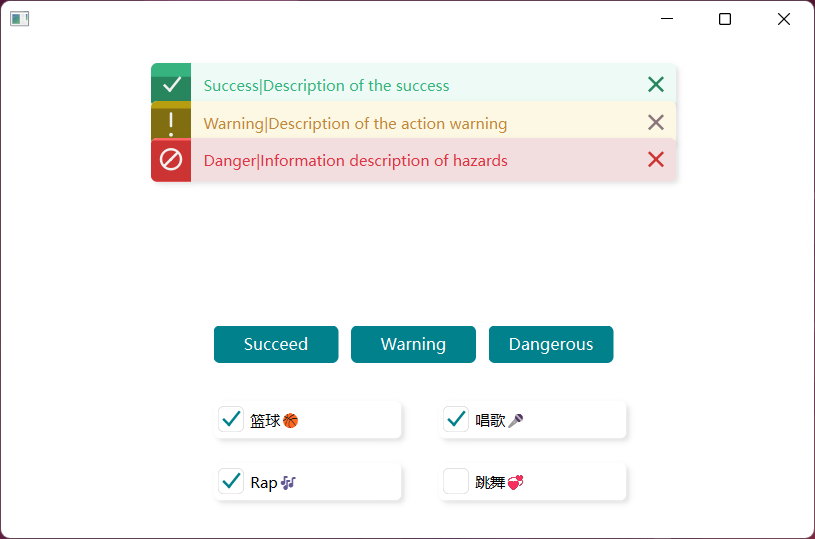 Success|Description of the success
Warning|Description of the action warning
Danger|Information description of hazards
Succeed Warning Dangerous
篮球🏀 唱歌🎤
Rap🎶 跳舞💞